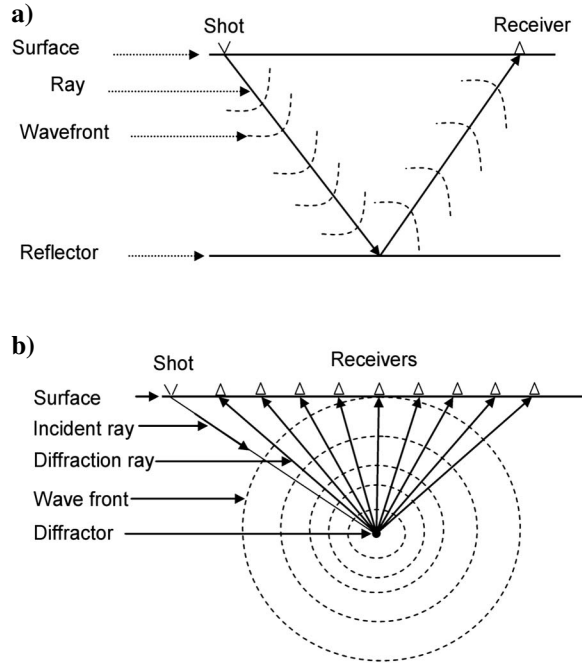 a)
Shot
Receiver
Surface
Ray
Wavefront
Reflector
b)
Shot
Receivers
Surface
Incident ray
Diffraction ray
Wave front
Diffractor